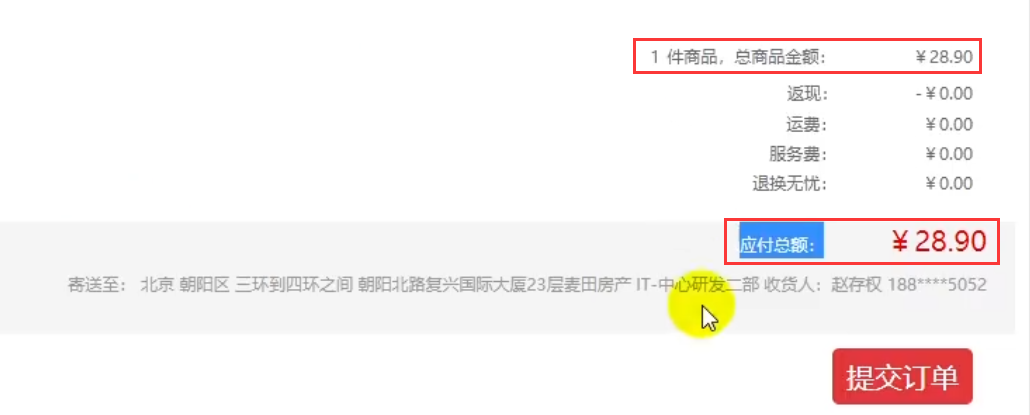 1 件商品，总商品金额： ￥28.90
返现： -￥0.00
运费： ￥0.00
服务费： ￥0.00
退换无忧： ￥0.00
应付总额： ￥28.90
寄送至： 北京 朝阳区 三环到四环之间 朝阳北路复兴国际大厦23层麦田房产 IT-中心研发二部 收货人：赵存权 188****5052
提交订单